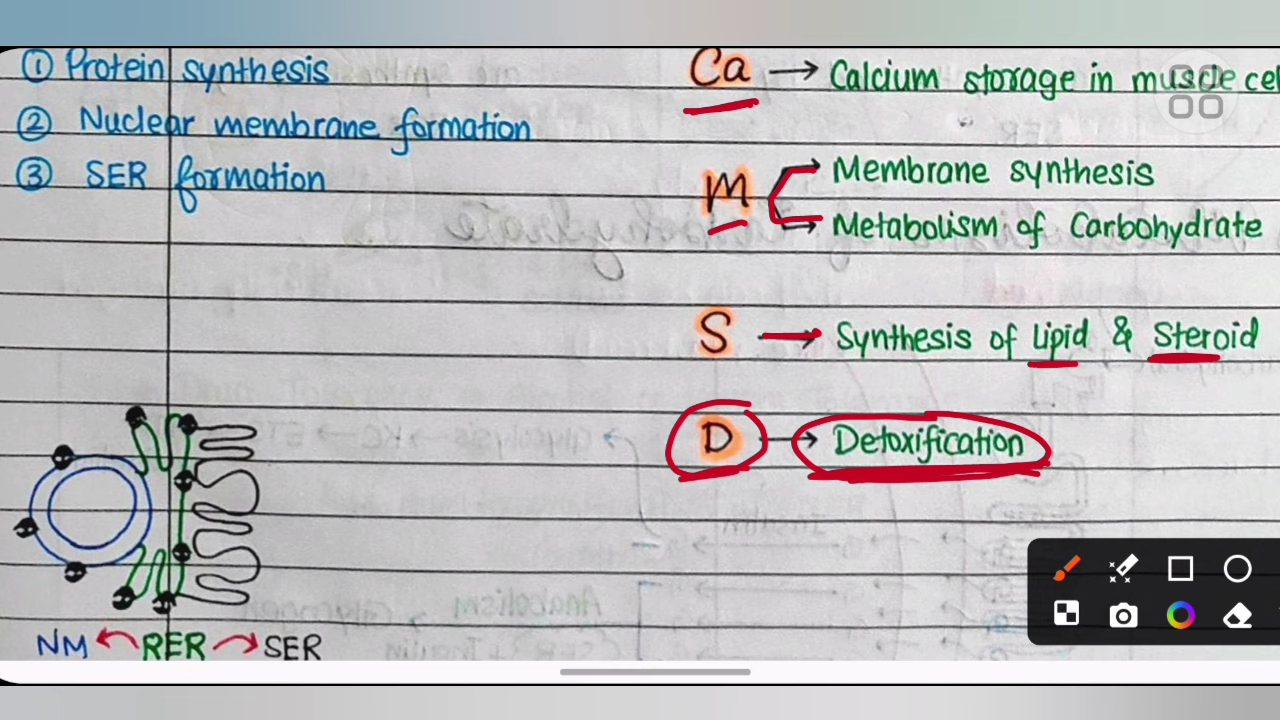 ① Protein synthesis
② Nuclear membrane formation
③ SER formation
NM RER SER
Ca → Calcium storage in muscle cel
M → Membrane synthesis
→ Metabolism of Carbohydrate
S → Synthesis of Lipid & Steroid
D → Detoxification